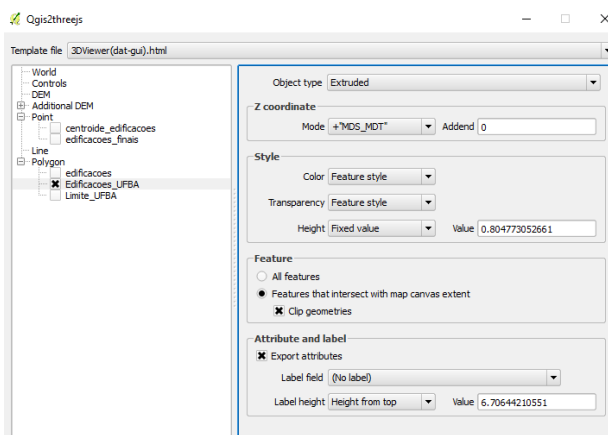 Qgis2threejs
Template file 3DViewer(dat-gui).html
World
Controls
DEM
Additional DEM
Point
centroide_edificacoes
edificacoes_finais
Line
Polygon
edificacoes
Edificacoes_UFBA
Limite_UFBA
Object type Extruded
Z coordinate
Mode +"MDS_MDT" Addend 0
Style
Color Feature style
Transparency Feature style
Height Fixed value Value 0.804773052661
Feature
All features
Features that intersect with map canvas extent
Clip geometries
Attribute and label
Export attributes
Label field (No label)
Label height Height from top Value 6.70644210551